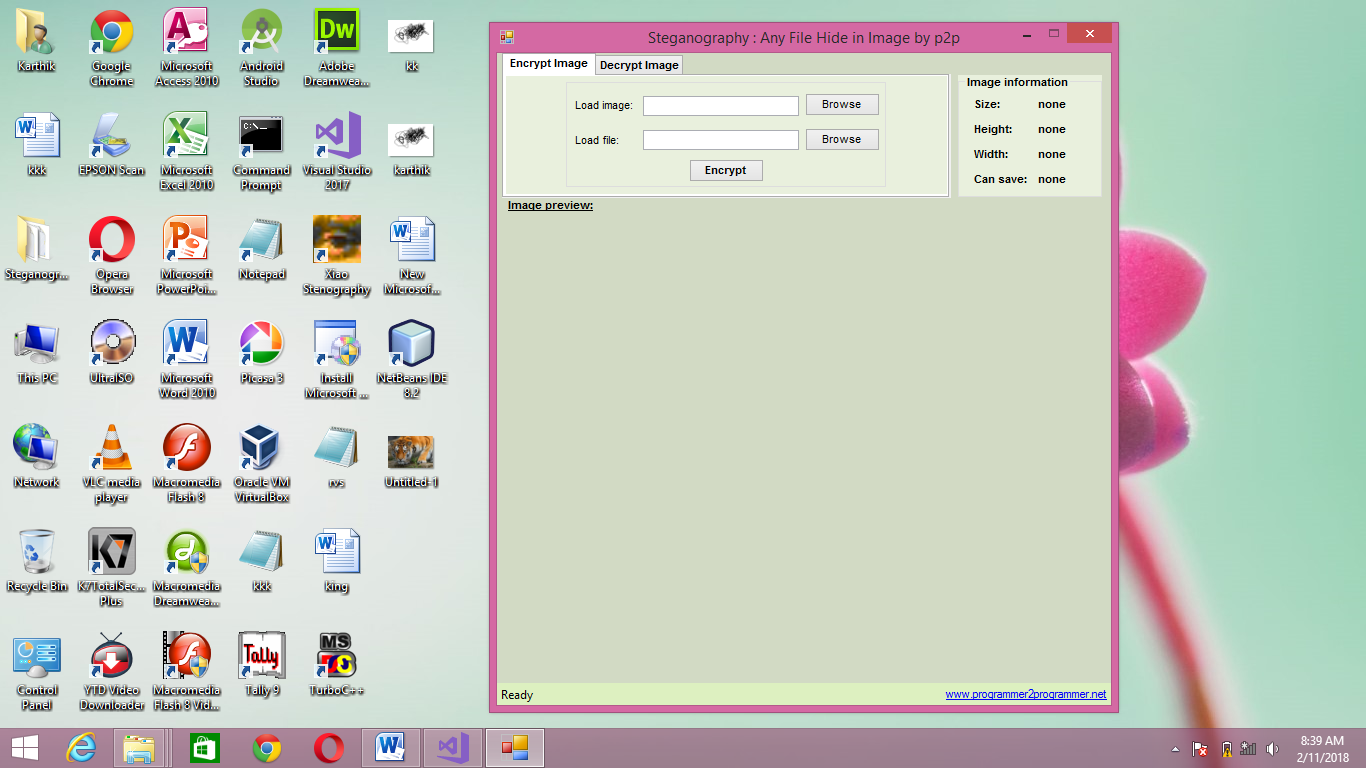 Karthik
Google
Chrome
Microsoft
Access 2010
Android
Studio
Adobe
Dreamwea...
kk
kkk
EPSON Scan
Microsoft
Excel 2010
Command
Prompt
Visual Studio
2017
karthik
Steganogr...
Opera
Browser
Microsoft
PowerPoi...
Notepad
Xiao
Stenography
New
Microsof...
This PC
UltraISO
Microsoft
Word 2010
Picasa 3
Install
Microsoft ...
NetBeans IDE
8.2
Network
VLC media
player
Macromedia
Flash 8
Oracle VM
VirtualBox
rvs
Untitled-1
Recycle Bin
K7TotalSec...
Plus
Macromedia
Dreamwea...
kkk
king
Control
Panel
YTD Video
Downloader
Macromedia
Flash 8 Vid...
Tally 9
TurboC++
Dw
C:\_
K7
Tally
MS
Steganography : Any File Hide in Image by p2p
Encrypt Image
Decrypt Image
Load image:
Browse
Load file:
Browse
Encrypt
Image information
Size: none
Height: none
Width: none
Can save: none
Image preview:
Ready
www.programmer2programmer.net
8:39 AM
2/11/2018